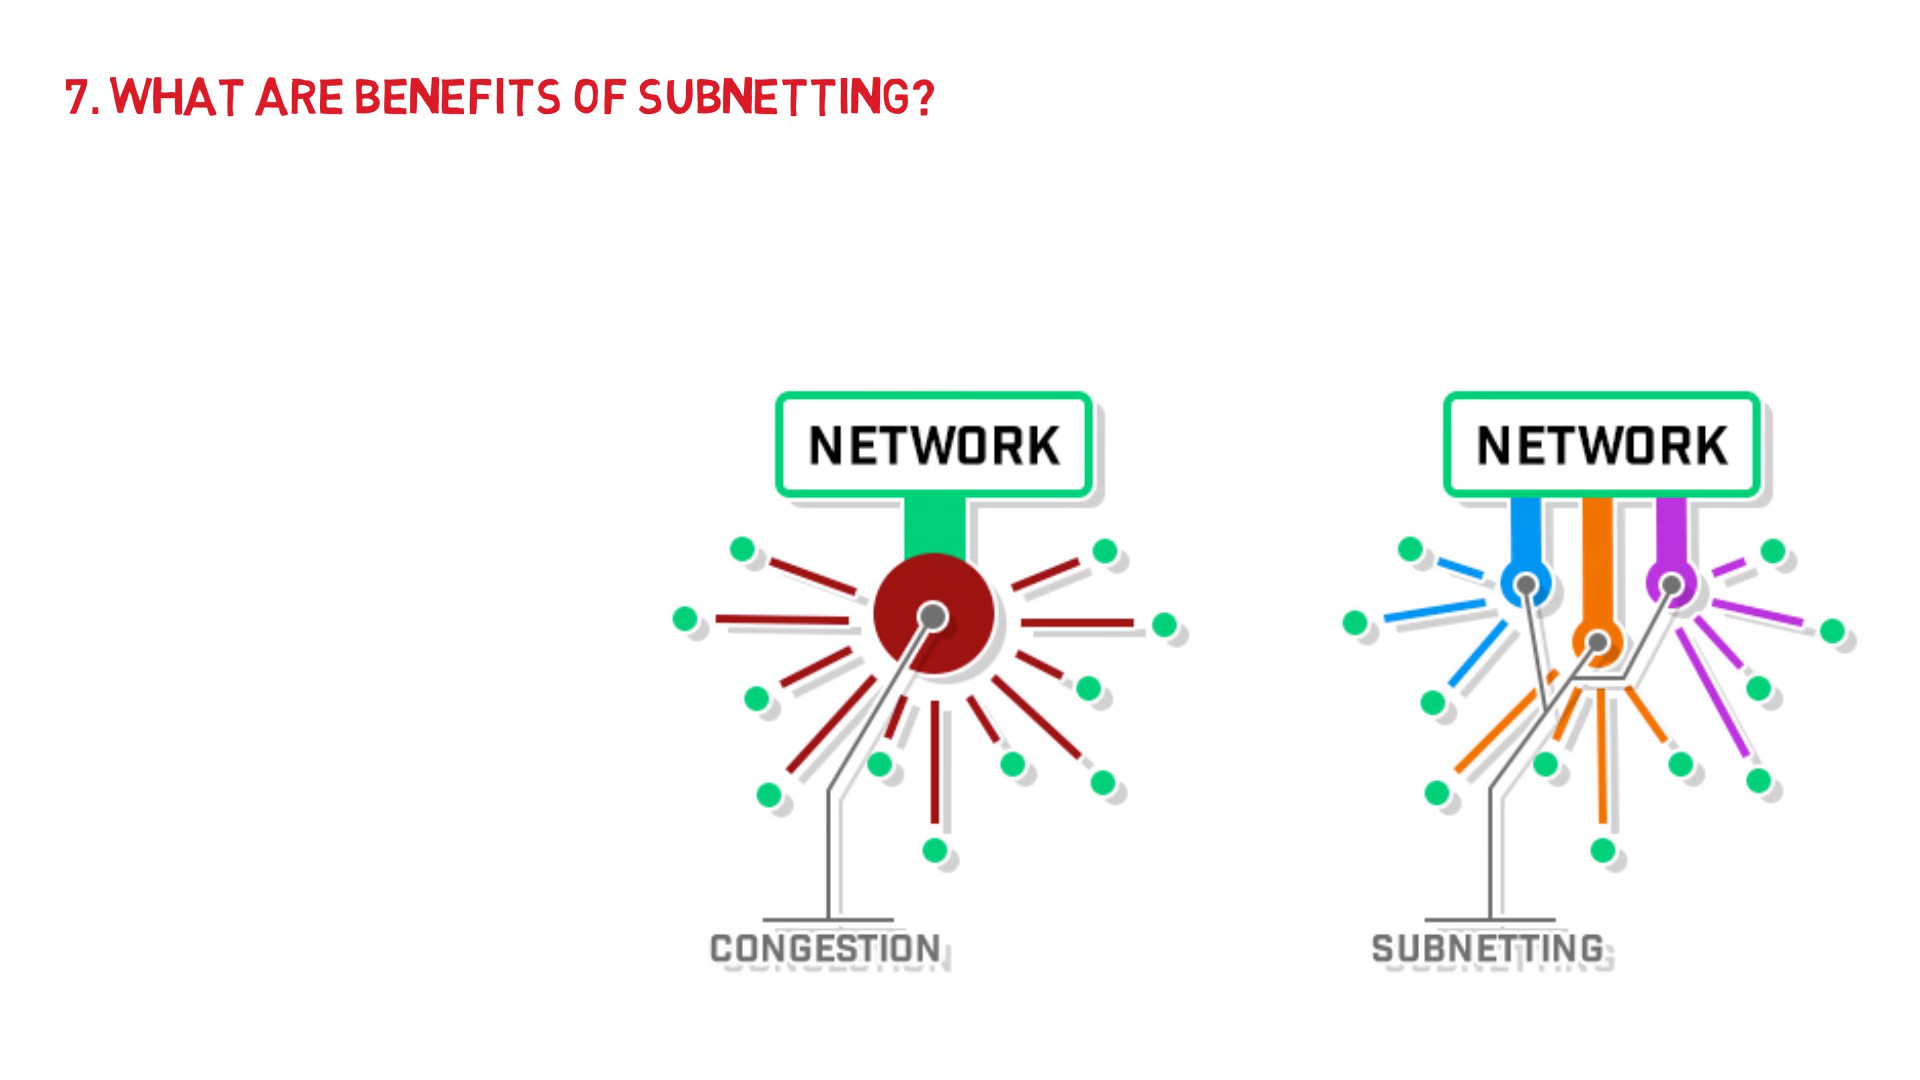 7. WHAT ARE BENEFITS OF SUBNETTING?
NETWORK
NETWORK
CONGESTION
SUBNETTING